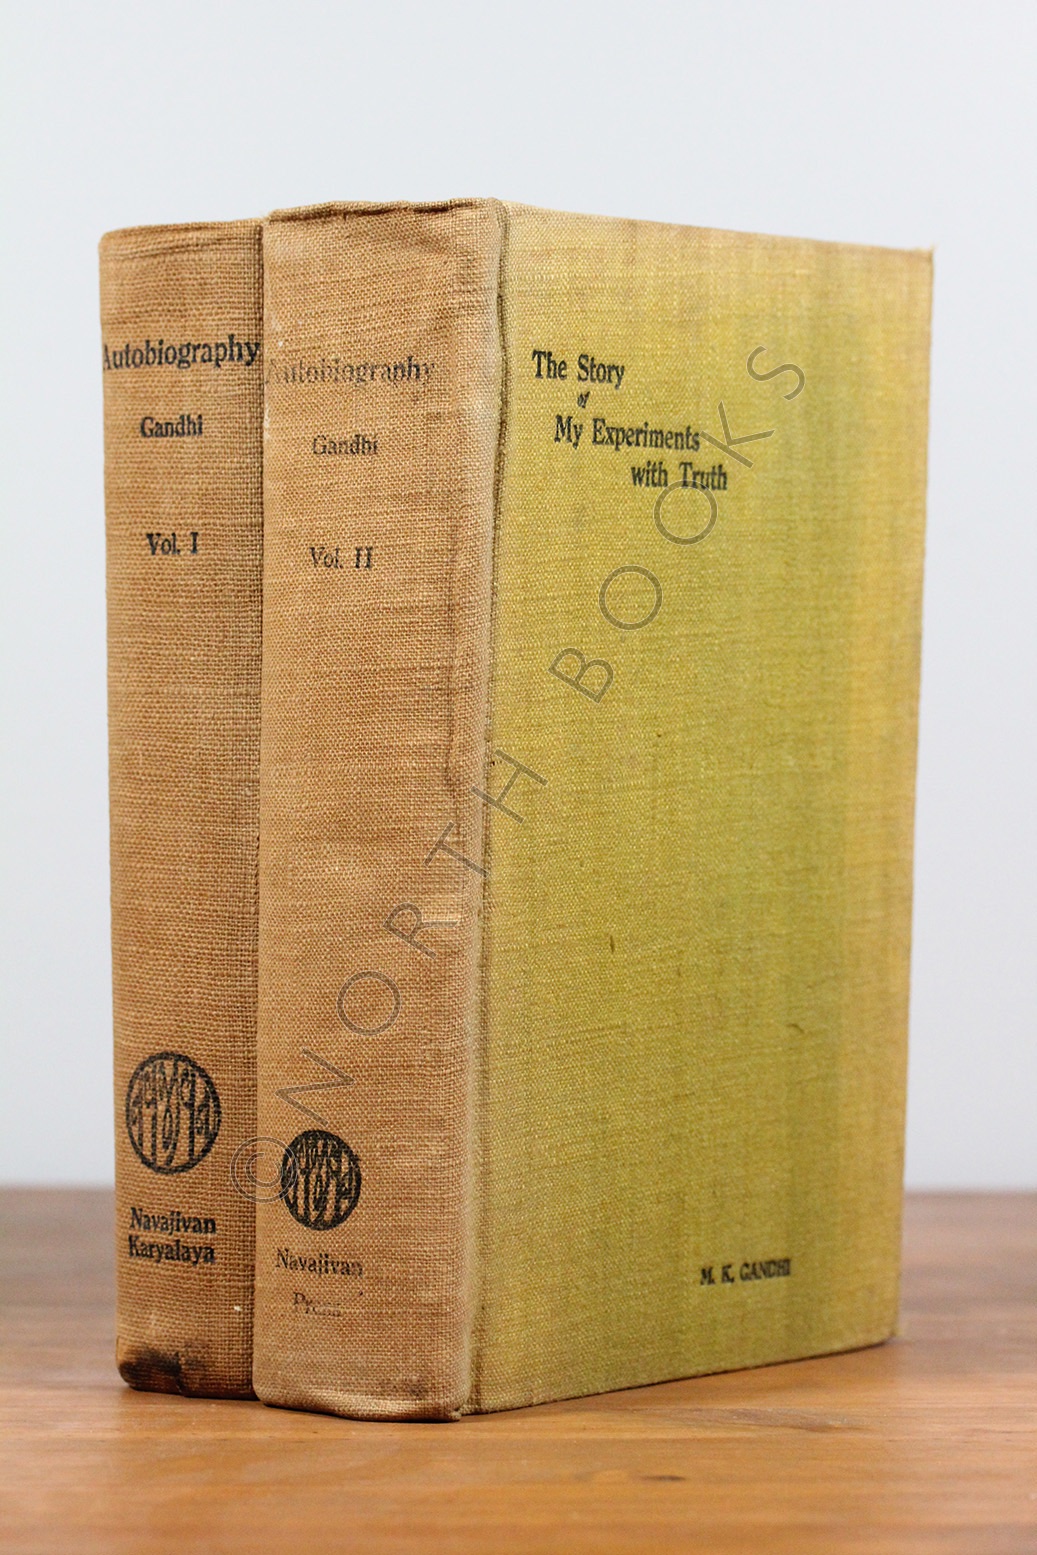 Autobiography
Gandhi
Vol. I
Navajivan
Karyalaya
Autobiography
Gandhi
Vol. II
Navajivan
The Story
of
My Experiments
with Truth
M. K. GANDHI
© WORTH BOOKS